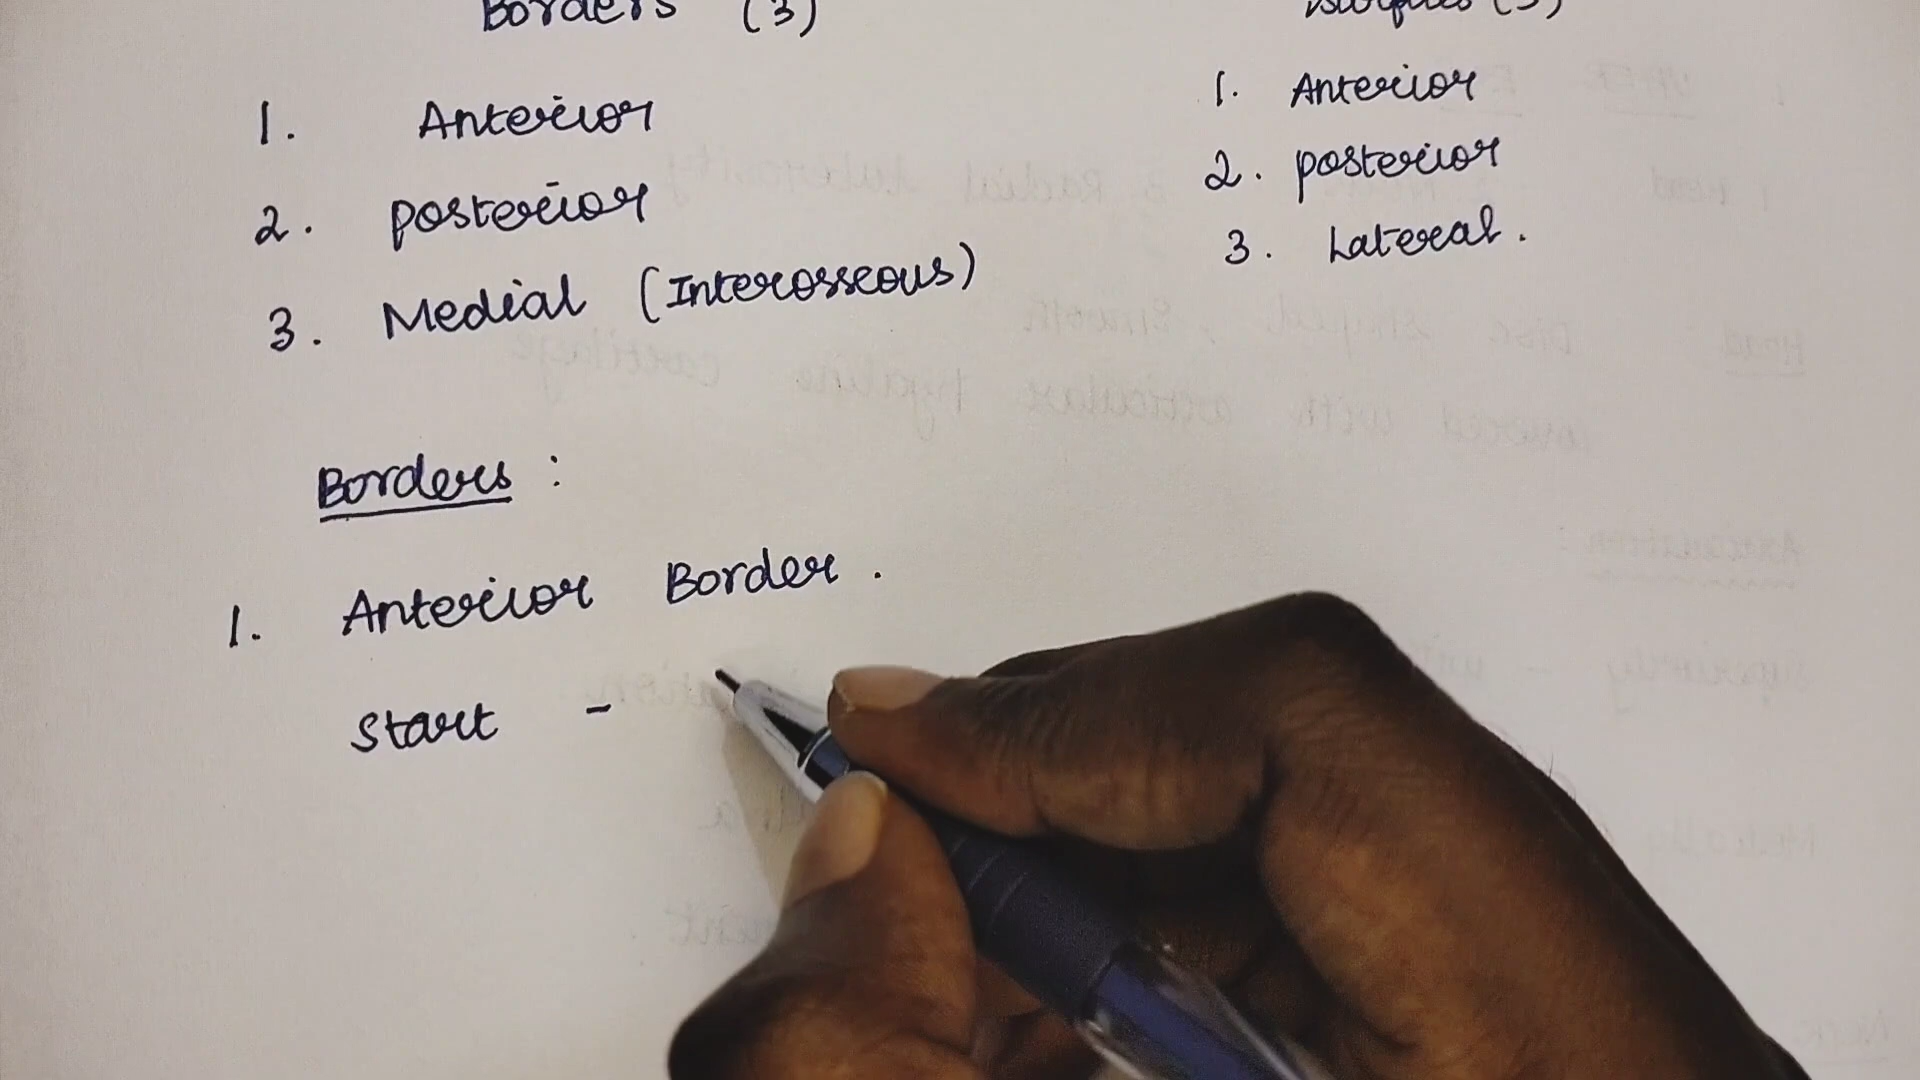 Borders (3)
1. Anterior
2. posterior
3. Medial (Interosseous)
1. Anterior
2. posterior
3. Lateral.
Borders :
1. Anterior Border.
start -